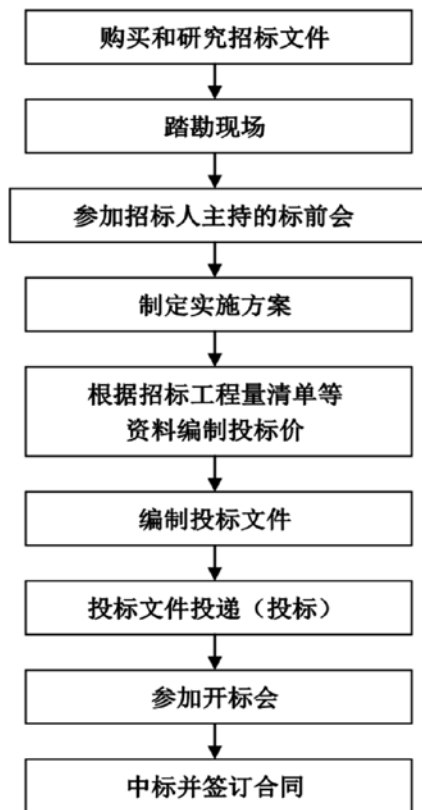 购买和研究招标文件
踏勘现场
参加招标人主持的标前会
制定实施方案
根据招标工程量清单等
资料编制投标价
编制投标文件
投标文件投递（投标）
参加开标会
中标并签订合同